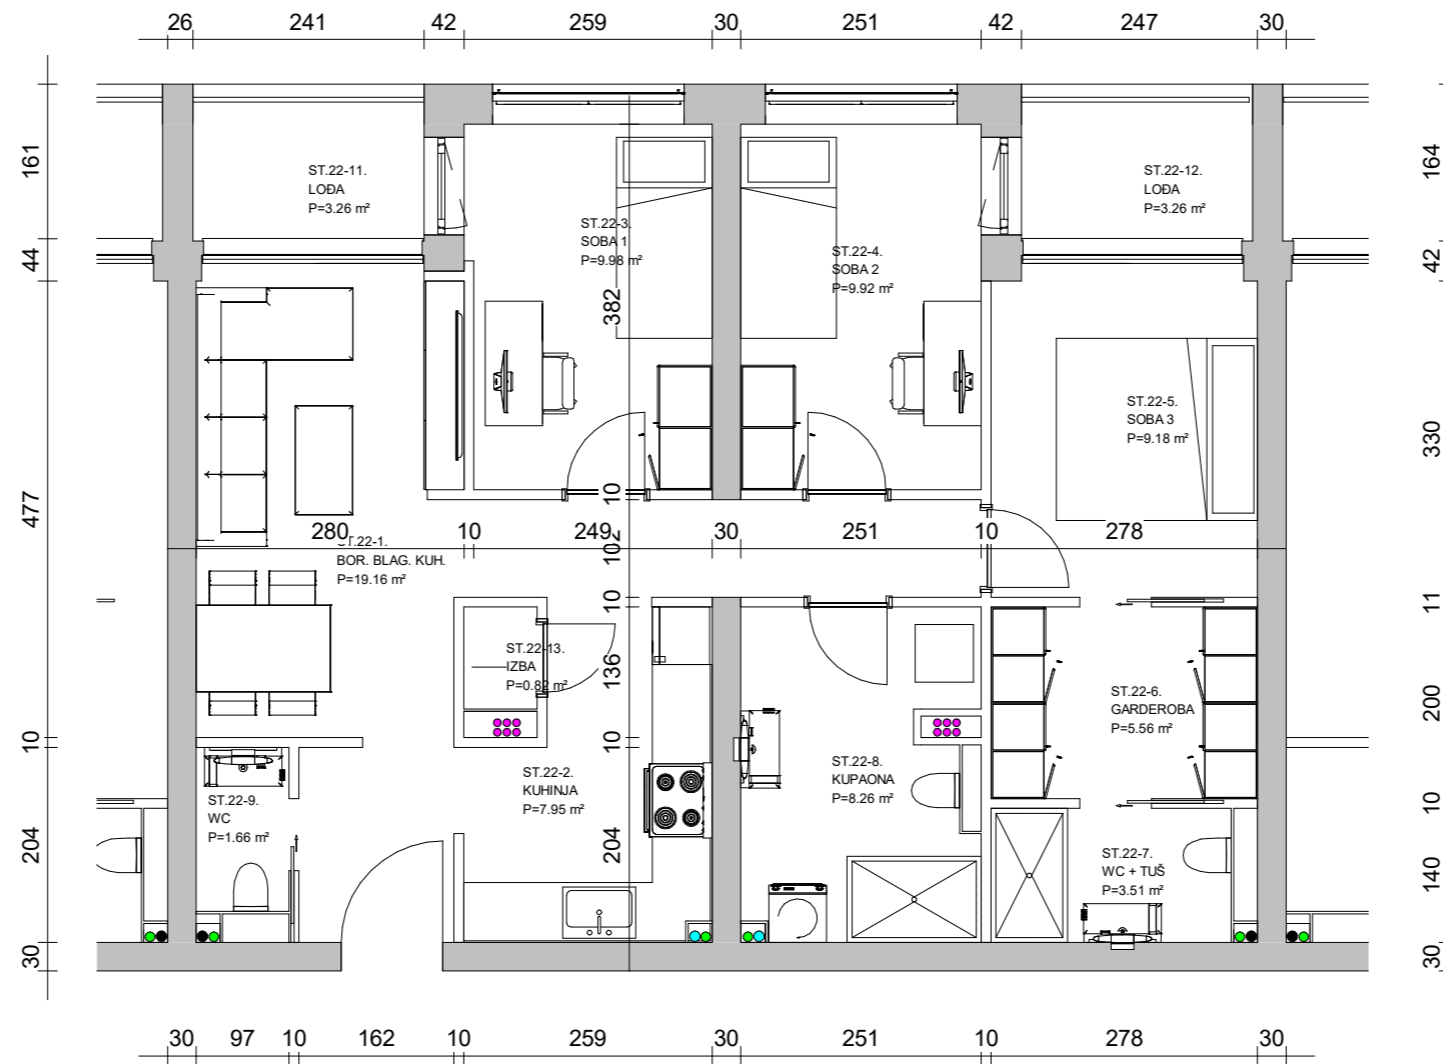 26 241 42 259 30 251 42 247 30
161
44
477
10
204
30
ST.22-11.
LOĐA
P=3.26 m²
ST.22-3.
SOBA 1
P=9.98 m²
382
ST.22-4.
SOBA 2
P=9.92 m²
ST.22-12.
LOĐA
P=3.26 m²
ST.22-5.
SOBA 3
P=9.18 m²
280 10 249 30 251 10 278
ST.22-1.
BOR. BLAG. KUH.
P=19.16 m²
10
102
10
136
10
204
ST.22-13.
IZBA
P=0.82 m²
ST.22-6.
GARDEROBA
P=5.56 m²
ST.22-2.
KUHINJA
P=7.95 m²
ST.22-8.
KUPAONA
P=8.26 m²
ST.22-9.
WC
P=1.66 m²
ST.22-7.
WC + TUŠ
P=3.51 m²
164
42
330
11
200
10
140
30
30 97 10 162 10 259 30 251 10 278 30